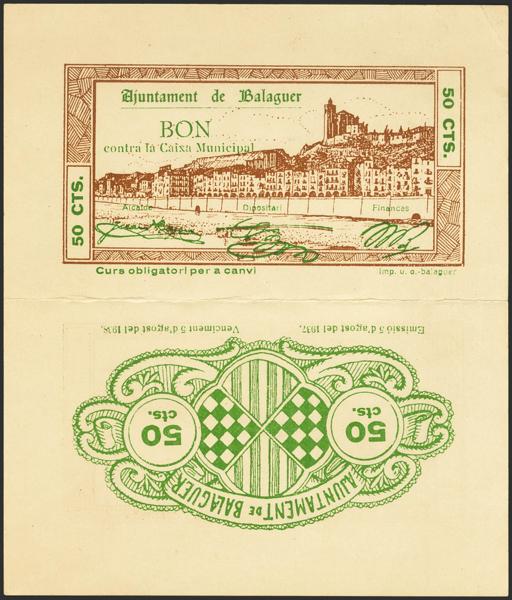 Ajuntament de Balaguer
BON
contra la Caixa Municipal
50 CTS.
50 CTS.
Alcalde Dipositari Finances
Curs obligatori per a canvi
Imp. u. o.-balaguer
Emissió 5 d'agost del 1937.
Venciment 5 d'agost del 1938.
50 cts.
50 cts.
AJUNTAMENT DE BALAGUER